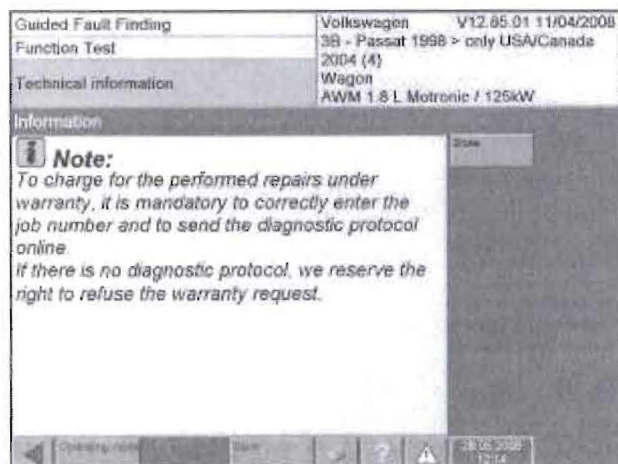 Guided Fault Finding
Function Test
Technical information
Volkswagen V12.85.01 11/04/2008
3B - Passat 1998 > only USA/Canada
2004 (4)
Wagon
AWM 1.8 L Motronic / 125kW
Information
Note:
To charge for the performed repairs under
warranty, it is mandatory to correctly enter the
job number and to send the diagnostic protocol
online.
If there is no diagnostic protocol, we reserve the
right to refuse the warranty request.
Operating mode
?